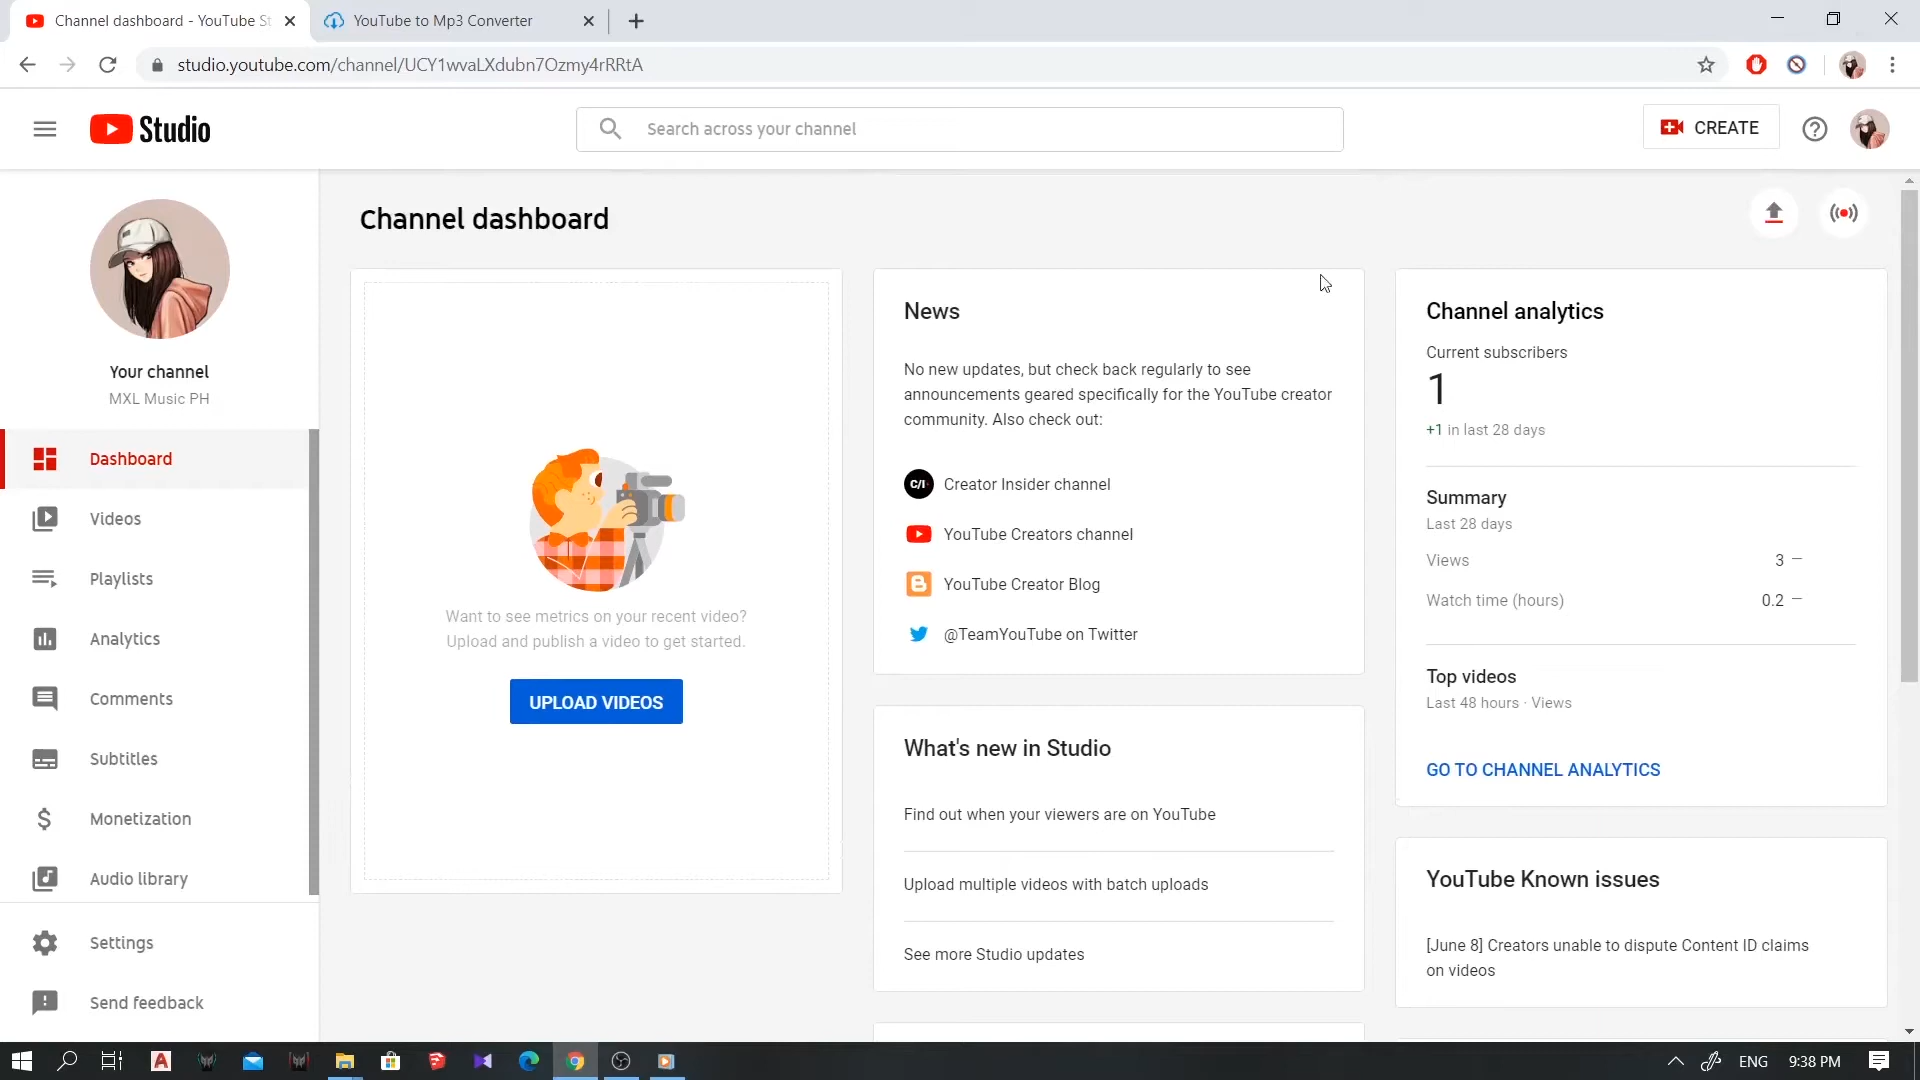 Channel dashboard - YouTube St
YouTube to Mp3 Converter
studio.youtube.com/channel/UCY1wvaLXdubn7Ozmy4rRRtA
Studio
Search across your channel
CREATE
Your channel
MXL Music PH
Dashboard
Videos
Playlists
Analytics
Comments
Subtitles
Monetization
Audio library
Settings
Send feedback
Channel dashboard
Want to see metrics on your recent video?
Upload and publish a video to get started.
UPLOAD VIDEOS
News
No new updates, but check back regularly to see
announcements geared specifically for the YouTube creator
community. Also check out:
C/I
Creator Insider channel
YouTube Creators channel
YouTube Creator Blog
@TeamYouTube on Twitter
What's new in Studio
Find out when your viewers are on YouTube
Upload multiple videos with batch uploads
See more Studio updates
Channel analytics
Current subscribers
1
+1 in last 28 days
Summary
Last 28 days
Views 3 —
Watch time (hours) 0.2 —
Top videos
Last 48 hours · Views
GO TO CHANNEL ANALYTICS
YouTube Known issues
[June 8] Creators unable to dispute Content ID claims
on videos
ENG
9:38 PM